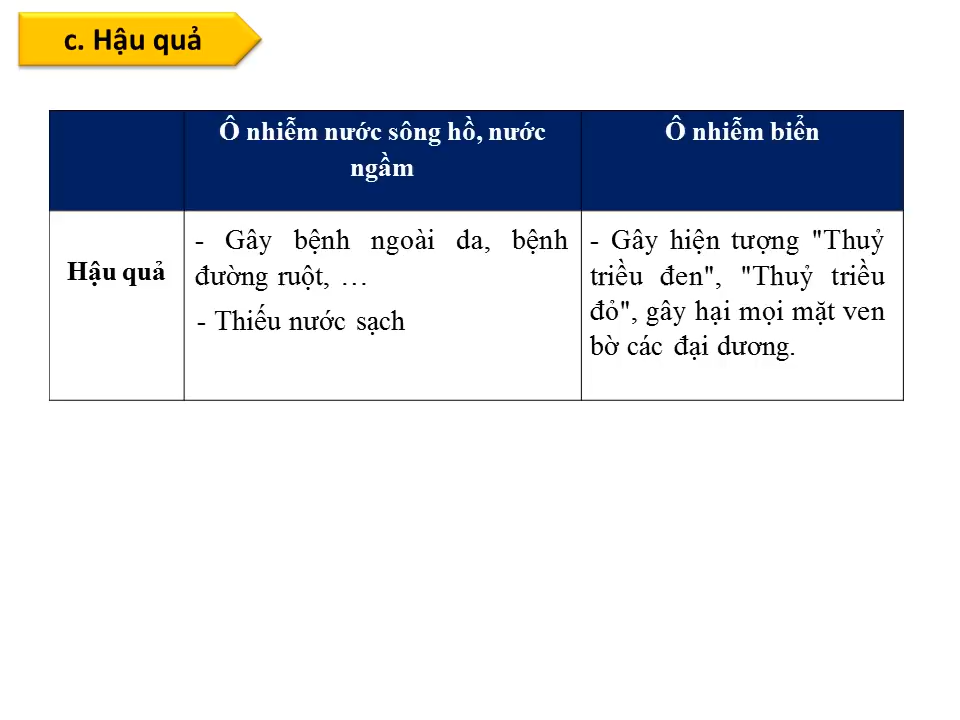 c. Hậu quả
Ô nhiễm nước sông hồ, nước
ngầm
Ô nhiễm biển
Hậu quả
- Gây bệnh ngoài da, bệnh
đường ruột, …
- Thiếu nước sạch
- Gây hiện tượng "Thuỷ
triều đen", "Thuỷ triều
đỏ", gây hại mọi mặt ven
bờ các đại dương.